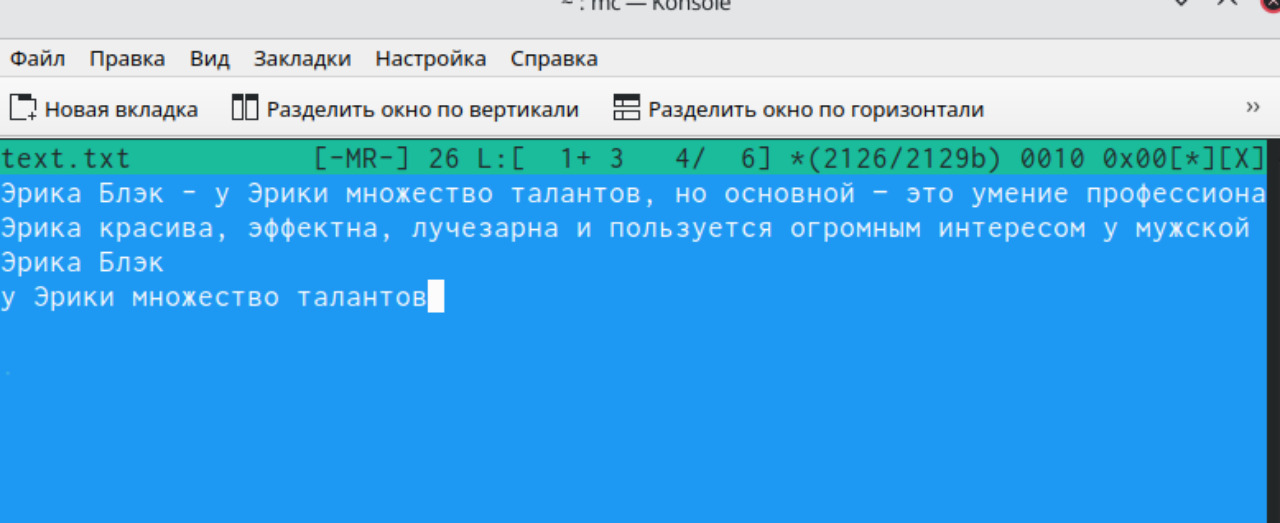 ~ : mc — Konsole
Файл Правка Вид Закладки Настройка Справка
Новая вкладка Разделить окно по вертикали Разделить окно по горизонтали »
text.txt [-MR-] 26 L:[ 1+ 3 4/ 6] *(2126/2129b) 0010 0x00[*][X]
Эрика Блэк - у Эрики множество талантов, но основной – это умение профессиона
Эрика красива, эффектна, лучезарна и пользуется огромным интересом у мужской
Эрика Блэк
у Эрики множество талантов